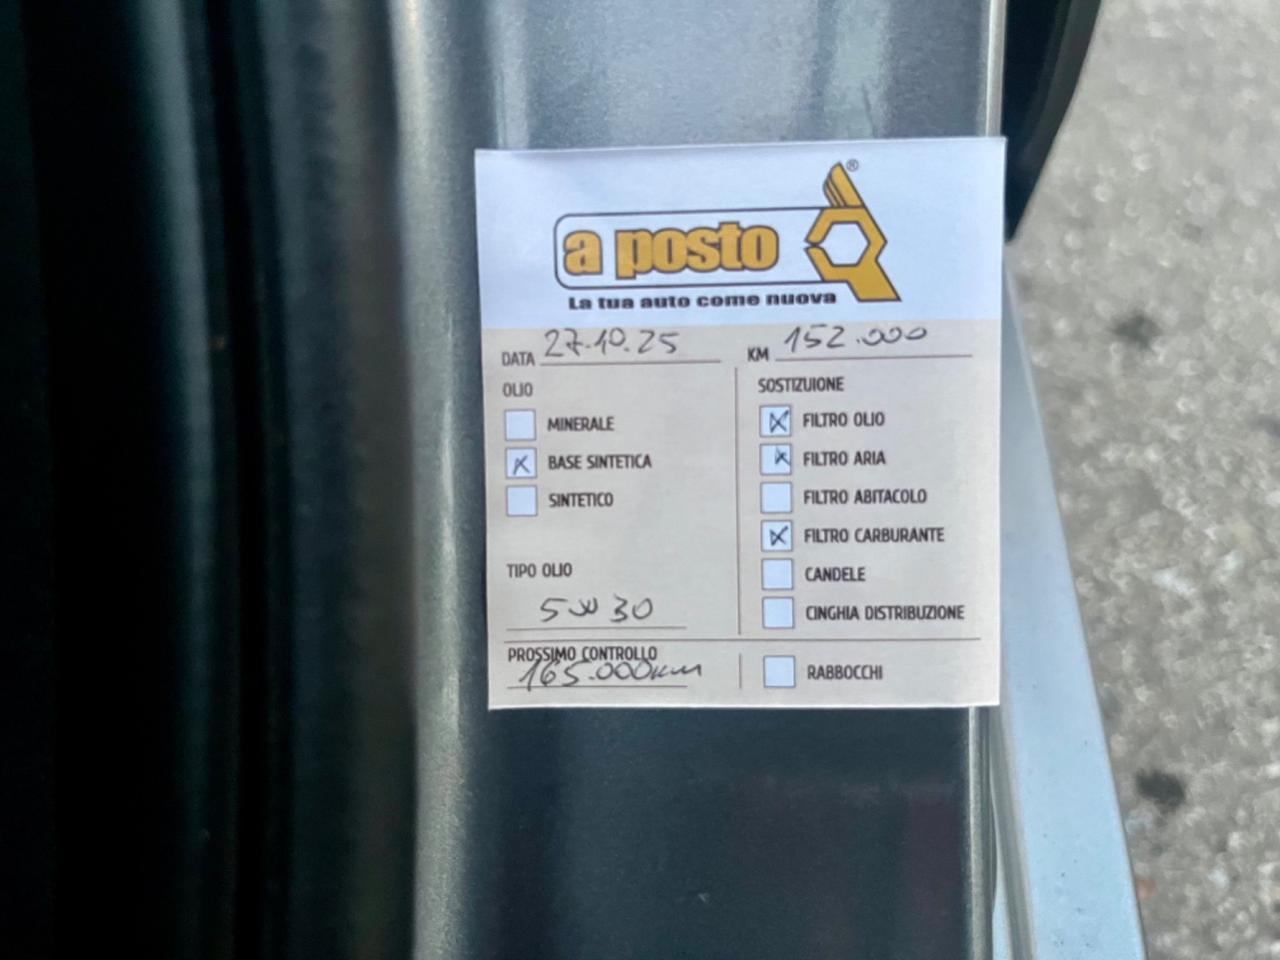 a posto ®
La tua auto come nuova
DATA 27.10.25 KM 152.000
OLIO
MINERALE
BASE SINTETICA
SINTETICO
TIPO OLIO
5W30
SOSTIZUIONE
FILTRO OLIO
FILTRO ARIA
FILTRO ABITACOLO
FILTRO CARBURANTE
CANDELE
CINGHIA DISTRIBUZIONE
PROSSIMO CONTROLLO
165.000km
RABBOCCHI